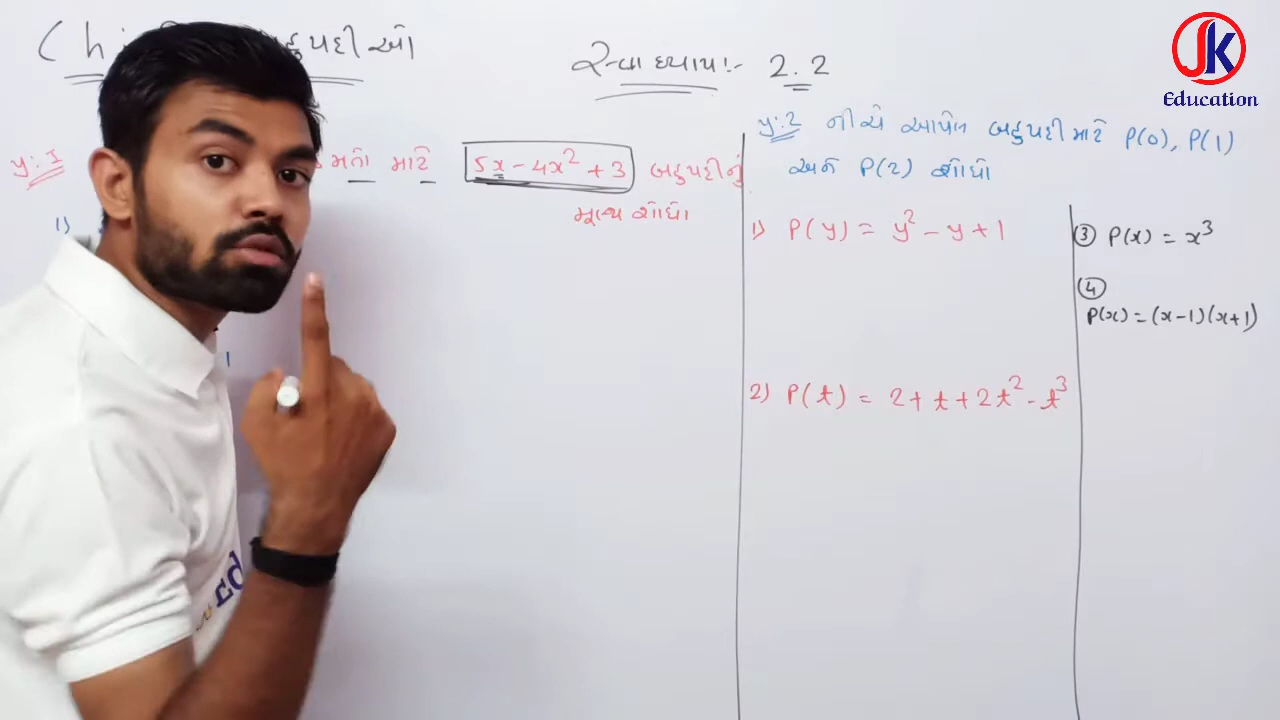 Ch
બહુપદીઓ
સ્વાધ્યાય:- 2.2
JK
Education
પ્ર:1
માટે 5x - 4x² + 3 બહુપદીનું
મૂલ્ય શોધો
1)
પ્ર:2 નીચે આપેલ બહુપદી માટે P(0), P(1)
અને P(2) શોધો
1) P(y) = y² - y + 1
2) P(t) = 2 + t + 2t² - t³
③ P(x) = x³
④
P(x) = (x-1)(x+1)